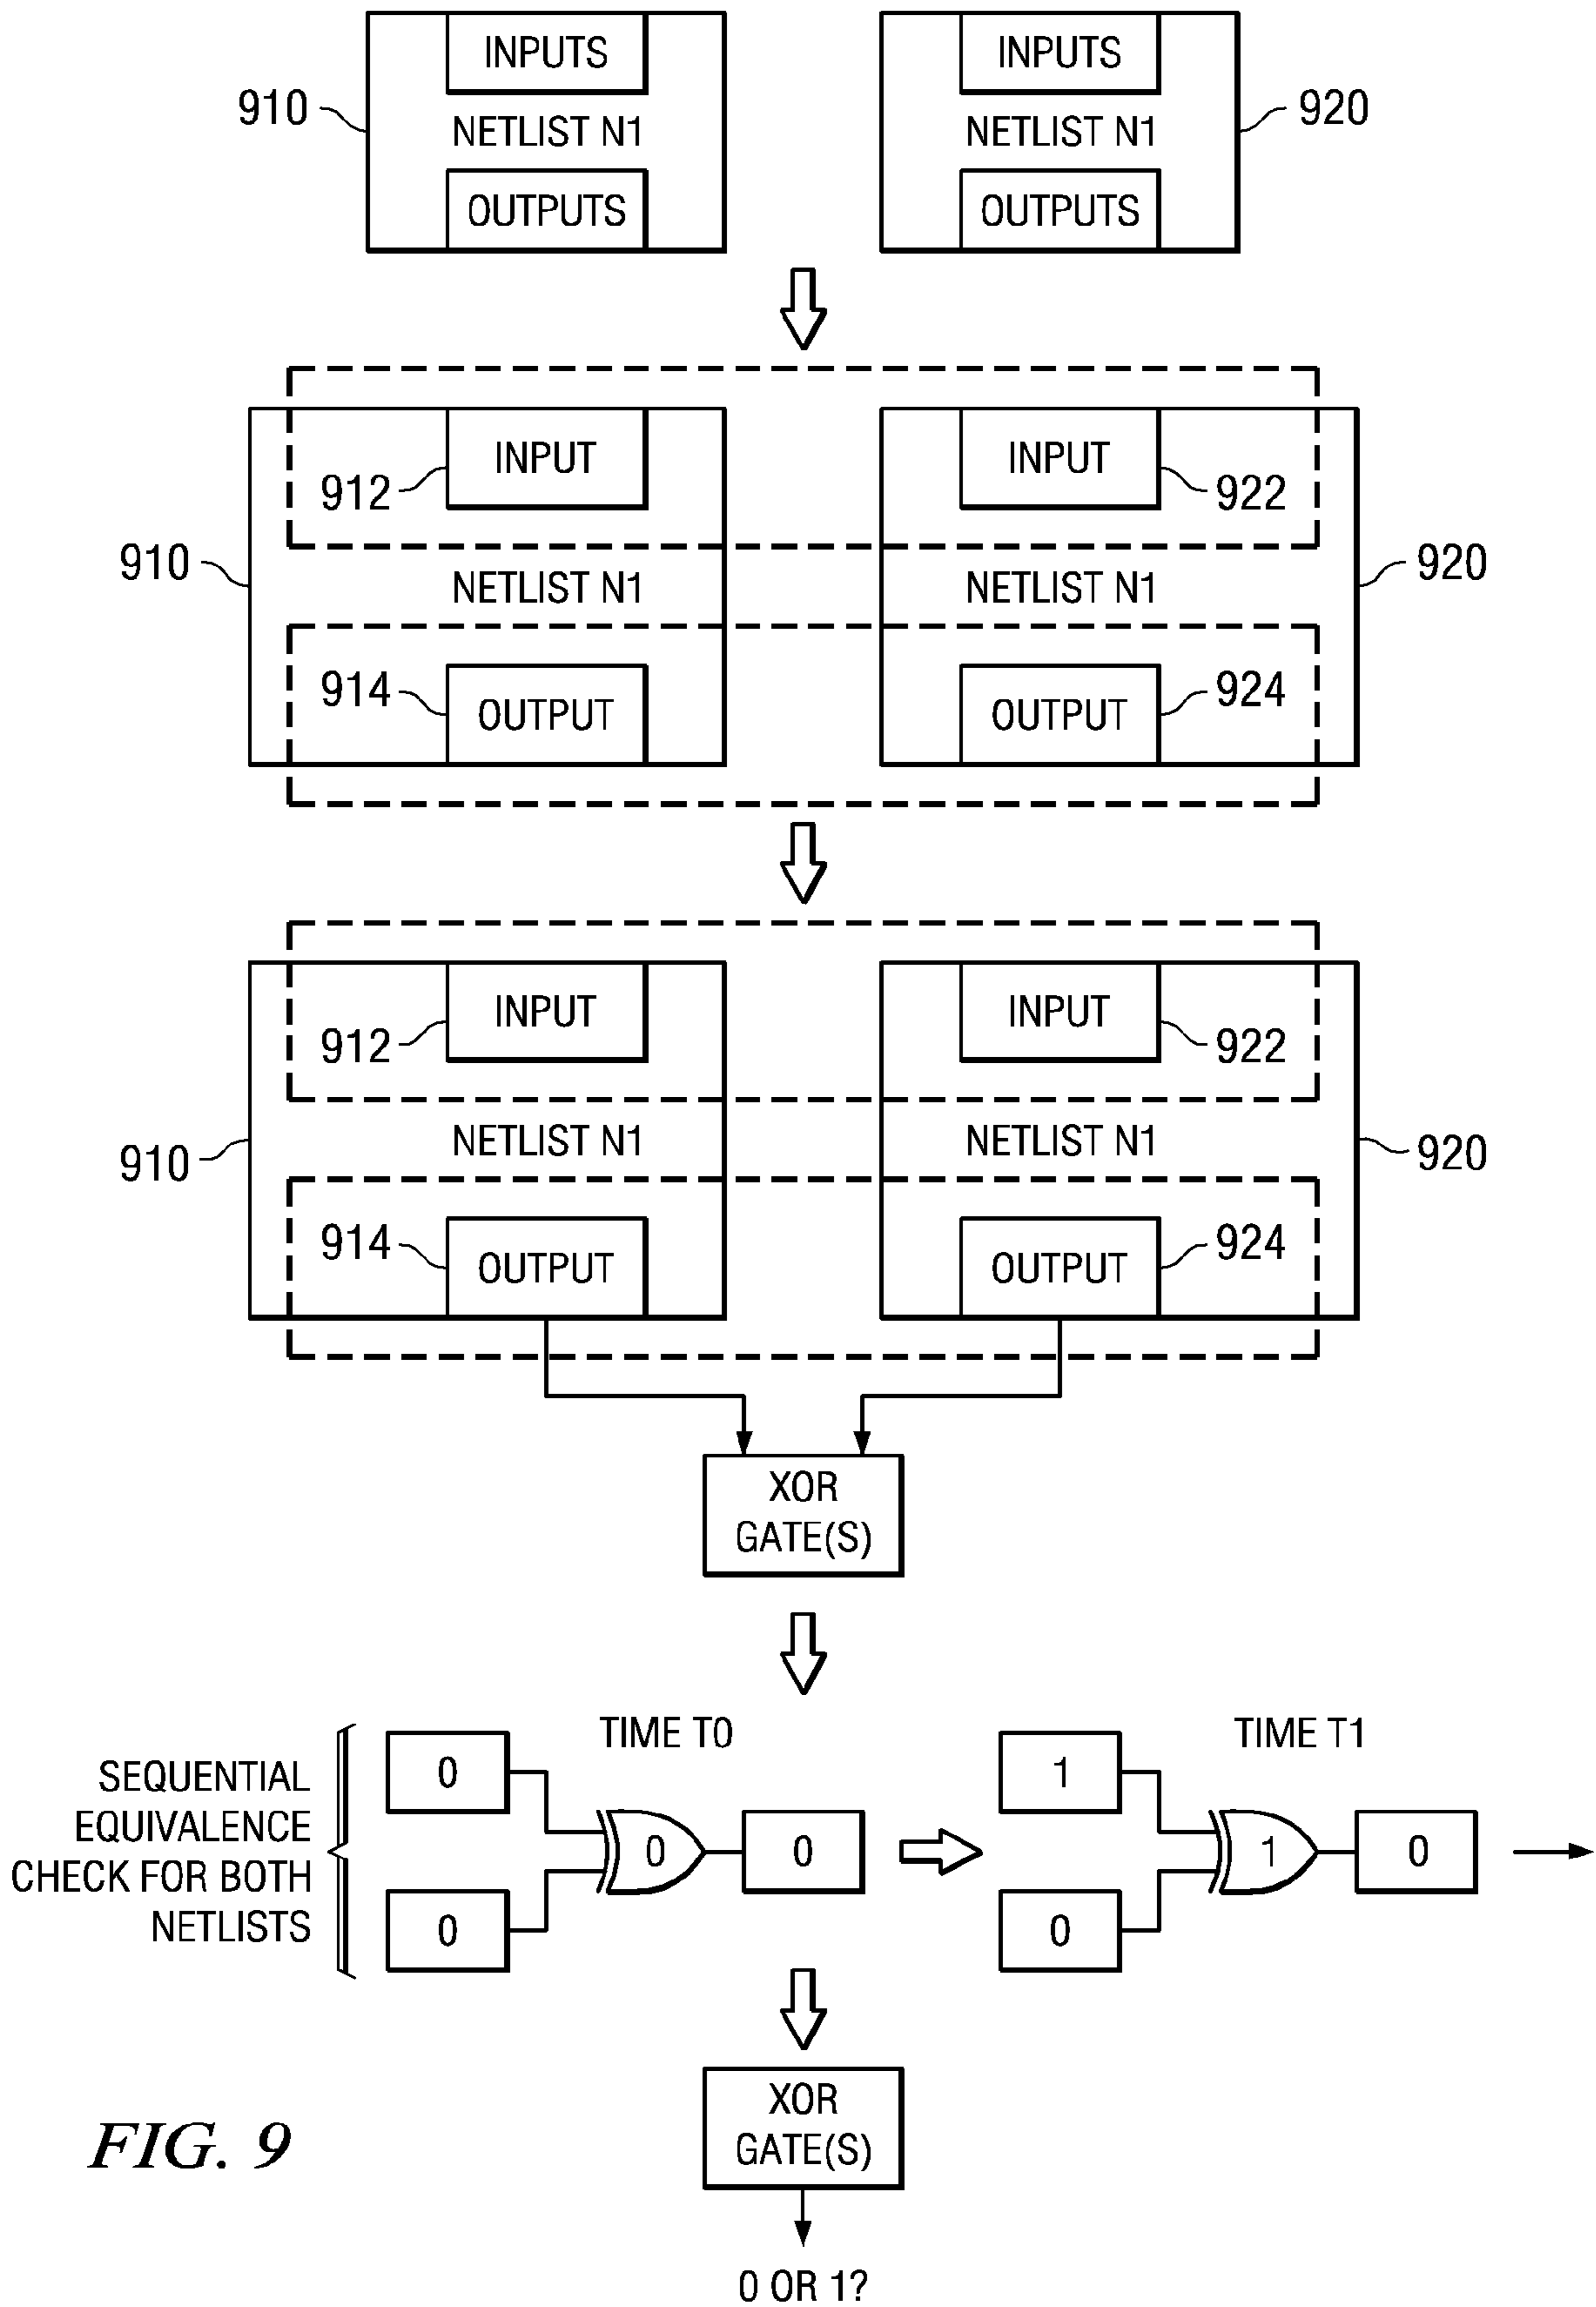 INPUTS
INPUTS
910
920
NETLIST N1
NETLIST N1
OUTPUTS
OUTPUTS
INPUT
INPUT
912
922
910
920
NETLIST N1
NETLIST N1
914
924
OUTPUT
OUTPUT
INPUT
INPUT
912
922
NETLIST N1
NETLIST N1
910
920
914
924
OUTPUT
OUTPUT
XOR
GATE(S)
TIME T0
TIME T1
SEQUENTIAL
EQUIVALENCE
CHECK FOR BOTH
NETLISTS
0
0
0
0
1
0
1
0
XOR
GATE(S)
FIG. 9
0 OR 1?